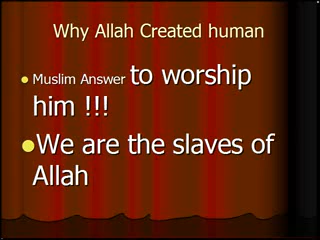 Why Allah Created human
Muslim Answer to worship
him !!!
We are the slaves of
Allah